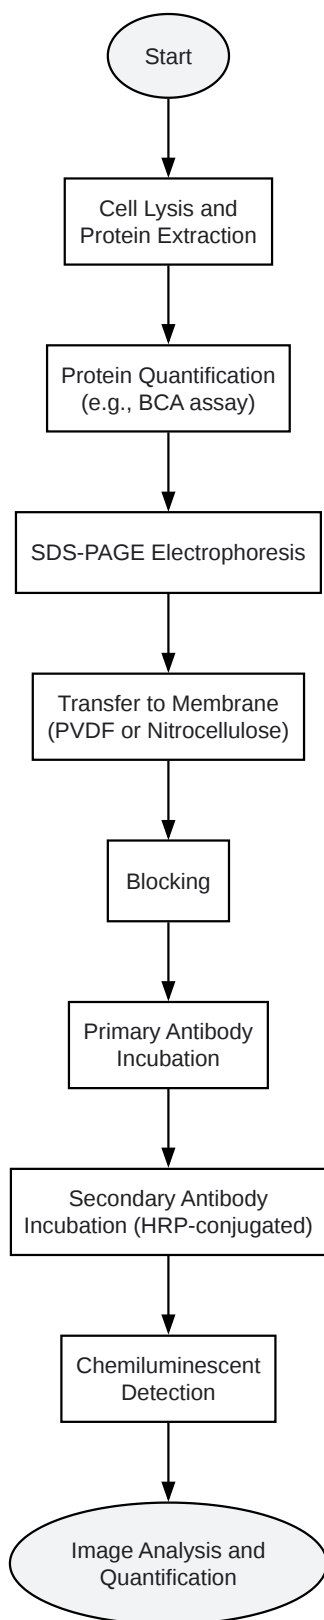 Start
Cell Lysis and
Protein Extraction
Protein Quantification
(e.g., BCA assay)
SDS-PAGE Electrophoresis
Transfer to Membrane
(PVDF or Nitrocellulose)
Blocking
Primary Antibody
Incubation
Secondary Antibody
Incubation (HRP-conjugated)
Chemiluminescent
Detection
Image Analysis and
Quantification